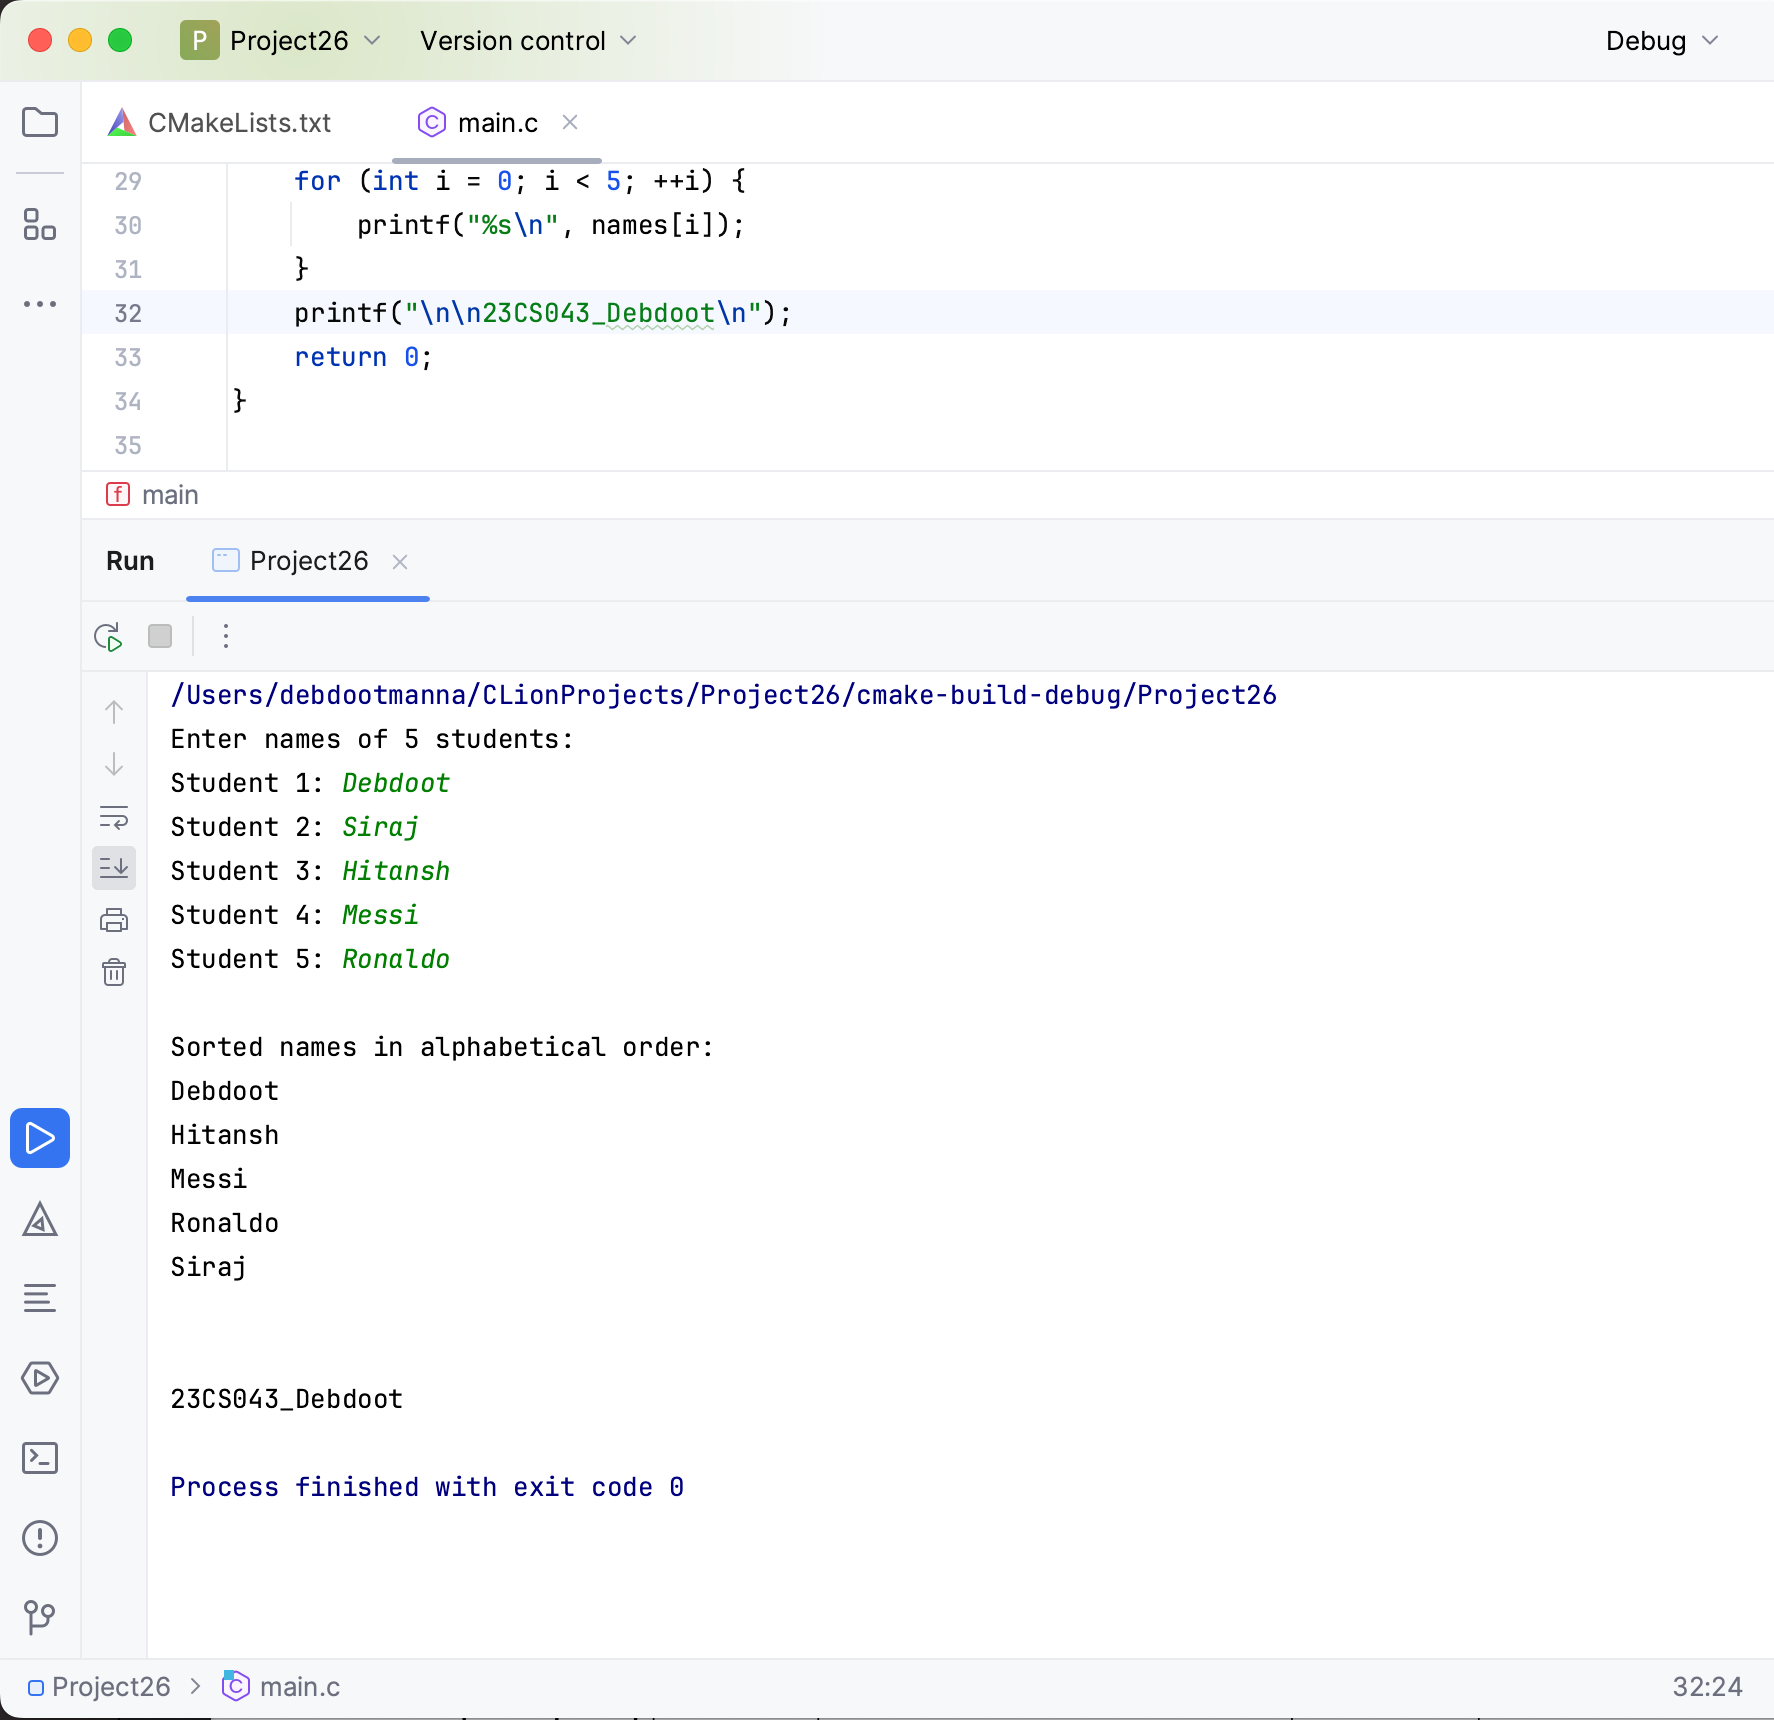 P Project26 Version control Debug
CMakeLists.txt main.c
29 for (int i = 0; i < 5; ++i) {
30 printf("%s\n", names[i]);
31 }
32 printf("\n\n23CS043_Debdoot\n");
33 return 0;
34 }
35
f main
Run Project26
/Users/debdootmanna/CLionProjects/Project26/cmake-build-debug/Project26
Enter names of 5 students:
Student 1: Debdoot
Student 2: Siraj
Student 3: Hitansh
Student 4: Messi
Student 5: Ronaldo
Sorted names in alphabetical order:
Debdoot
Hitansh
Messi
Ronaldo
Siraj
23CS043_Debdoot
Process finished with exit code 0
Project26 > main.c 32:24